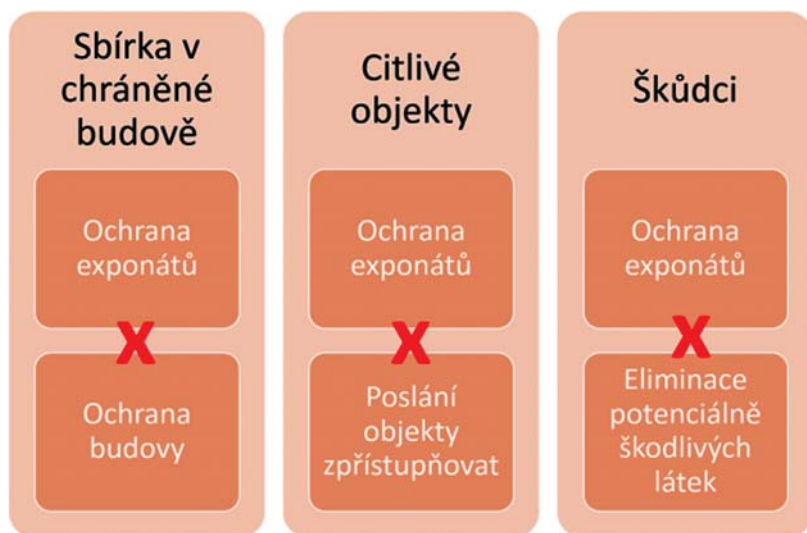 Sbírka v
chráněné
budově
Ochrana
exponátů
X
Ochrana
budovy
Citlivé
objekty
Ochrana
exponátů
X
Poslání
objekty
zpřístupňovat
Škůdci
Ochrana
exponátů
X
Eliminace
potenciálně
škodlivých
látek